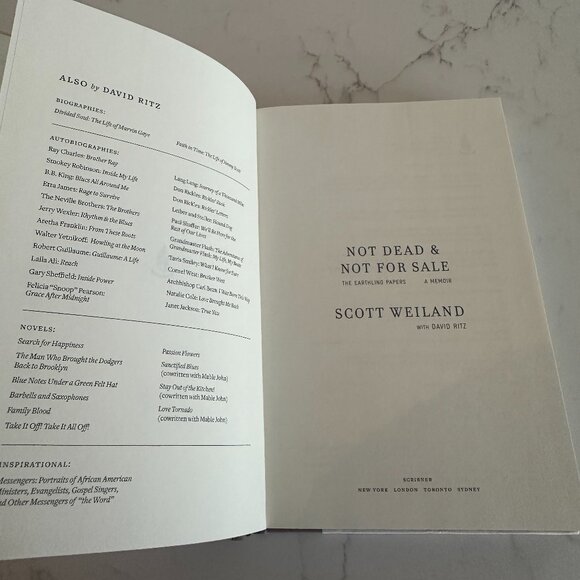 ALSO by DAVID RITZ
BIOGRAPHIES:
Divided Soul: The Life of Marvin Gaye
Faith in Time: The Life of Jimmy Scott
AUTOBIOGRAPHIES:
Ray Charles: Brother Ray
Smokey Robinson: Inside My Life
B.B. King: Blues All Around Me
Etta James: Rage to Survive
The Neville Brothers: The Brothers
Jerry Wexler: Rhythm & the Blues
Aretha Franklin: From These Roots
Walter Yetnikoff: Howling at the Moon
Robert Guillaume: Guillaume: A Life
Laila Ali: Reach
Gary Sheffield: Inside Power
Felicia "Snoop" Pearson:
Grace After Midnight
Lang Lang: Journey of a Thousand Miles
Don Rickles: Rickles' Book
Don Rickles: Rickles' Letters
Leiber and Stoller: Hound Dog
Paul Shaffer: We'll Be Here for the
Rest of Our Lives
Grandmaster Flash: The Adventures of
Grandmaster Flash: My Life, My Beats
Tavis Smiley: What I Know for Sure
Cornel West: Brother West
Archbishop Carl Bean: I Was Born This Way
Natalie Cole: Love Brought Me Back
Janet Jackson: True You
NOVELS:
Search for Happiness
The Man Who Brought the Dodgers
Back to Brooklyn
Blue Notes Under a Green Felt Hat
Barbells and Saxophones
Family Blood
Take It Off! Take It All Off!
Passion Flowers
Sanctified Blues
(cowritten with Mable John)
Stay Out of the Kitchen!
(cowritten with Mable John)
Love Tornado
(cowritten with Mable John)
INSPIRATIONAL:
Messengers: Portraits of African American
Ministers, Evangelists, Gospel Singers,
and Other Messengers of "the Word"
NOT DEAD &
NOT FOR SALE
THE EARTHLING PAPERS A MEMOIR
SCOTT WEILAND
WITH DAVID RITZ
SCRIBNER
NEW YORK LONDON TORONTO SYDNEY